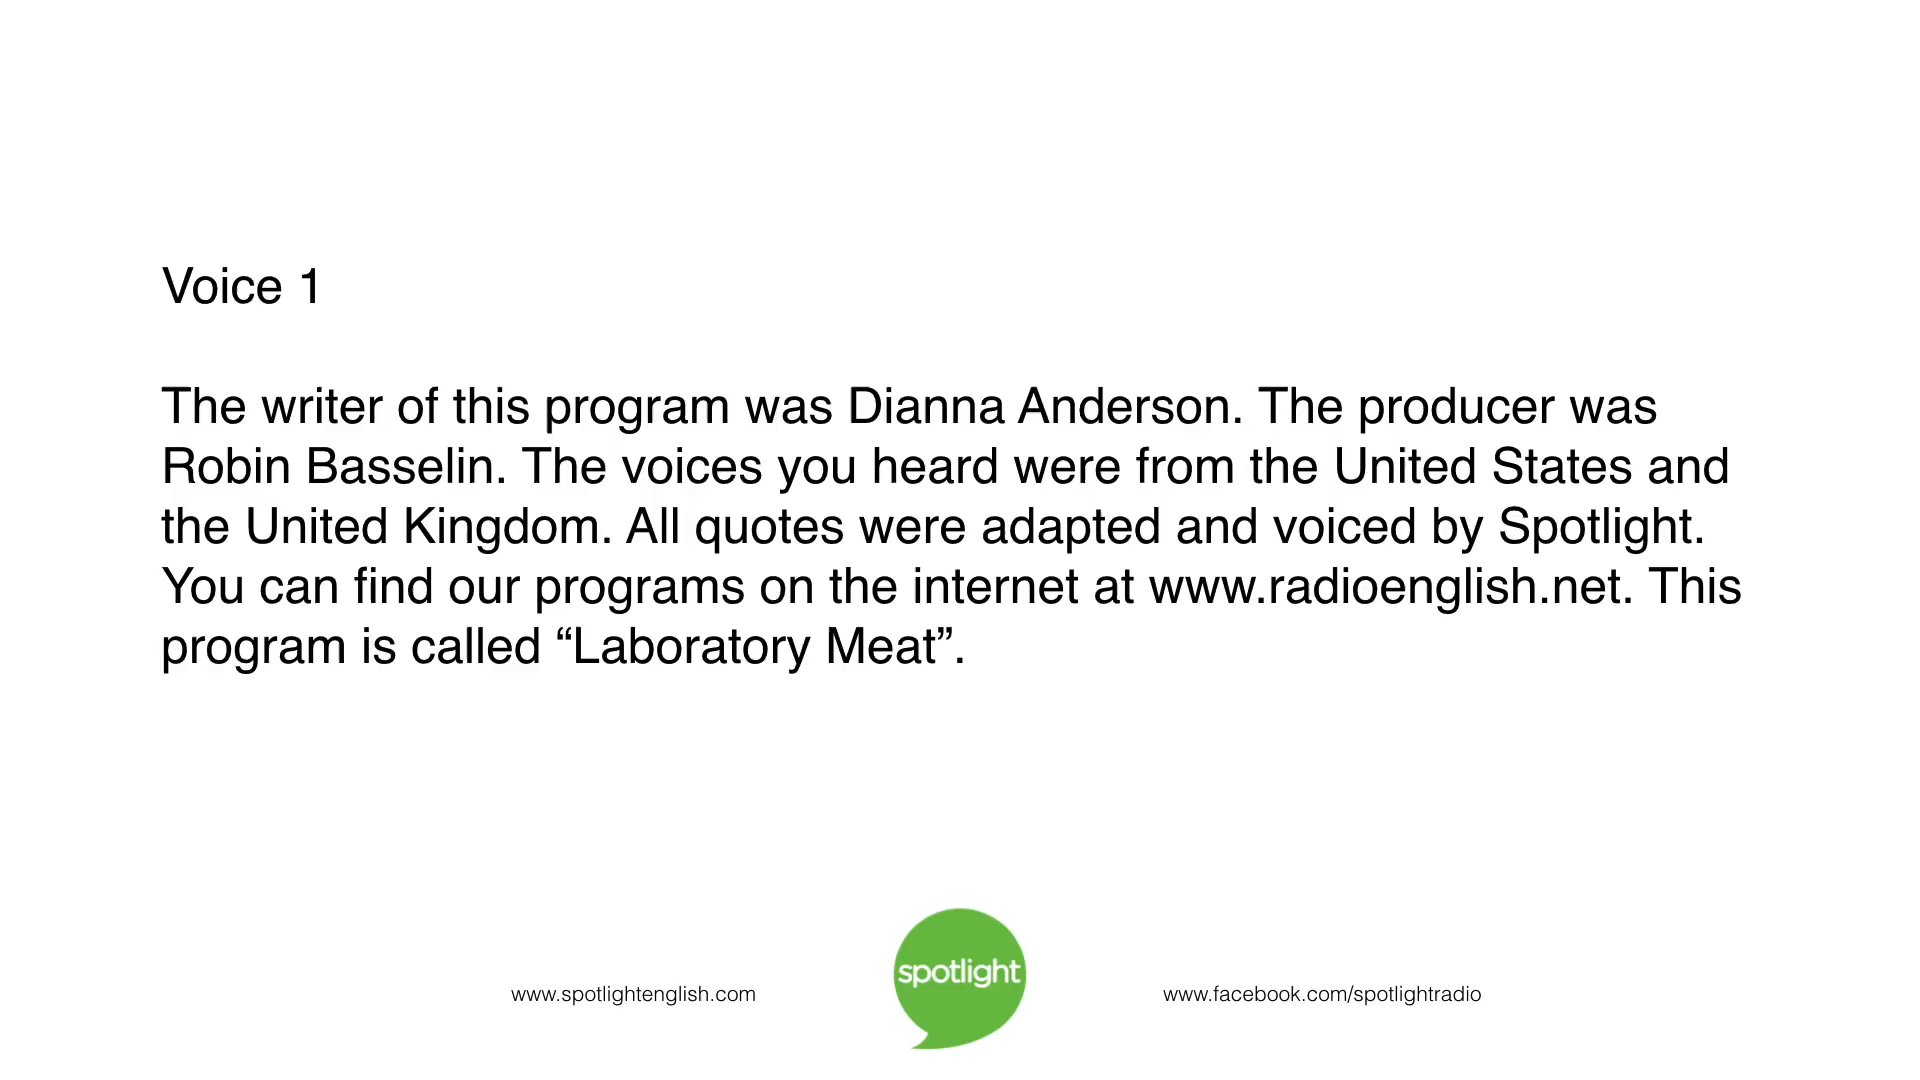 Voice 1
The writer of this program was Dianna Anderson. The producer was
Robin Basselin. The voices you heard were from the United States and
the United Kingdom. All quotes were adapted and voiced by Spotlight.
You can find our programs on the internet at www.radioenglish.net. This
program is called “Laboratory Meat”.
spotlight
www.spotlightenglish.com
www.facebook.com/spotlightradio